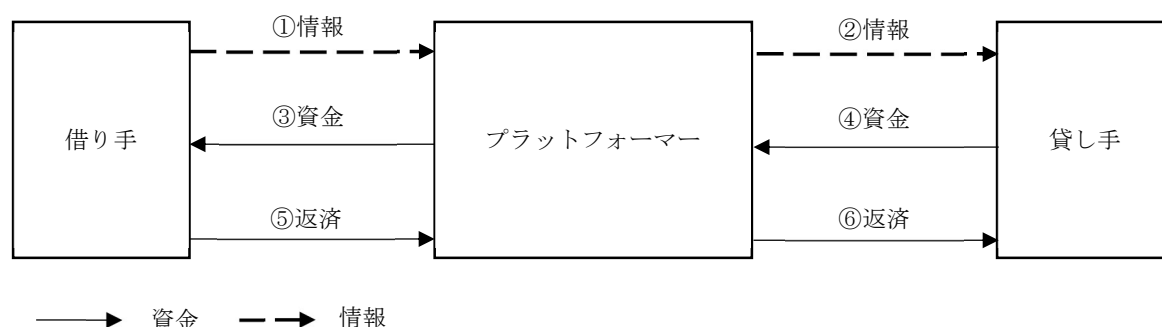 ①情報
②情報
③資金
④資金
借り手
プラットフォーマー
貸し手
⑤返済
⑥返済
資金
情報